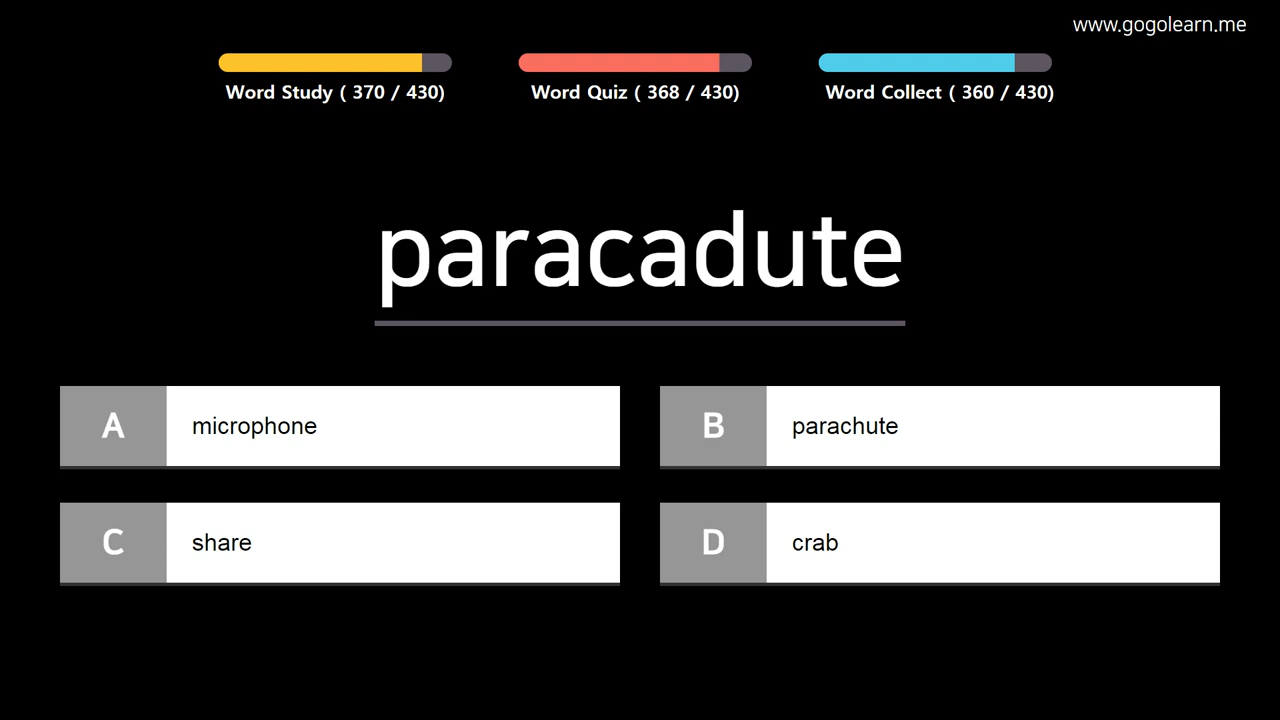 www.gogolearn.me
Word Study ( 370 / 430) Word Quiz ( 368 / 430) Word Collect ( 360 / 430)
paracadute
A microphone
B parachute
C share
D crab